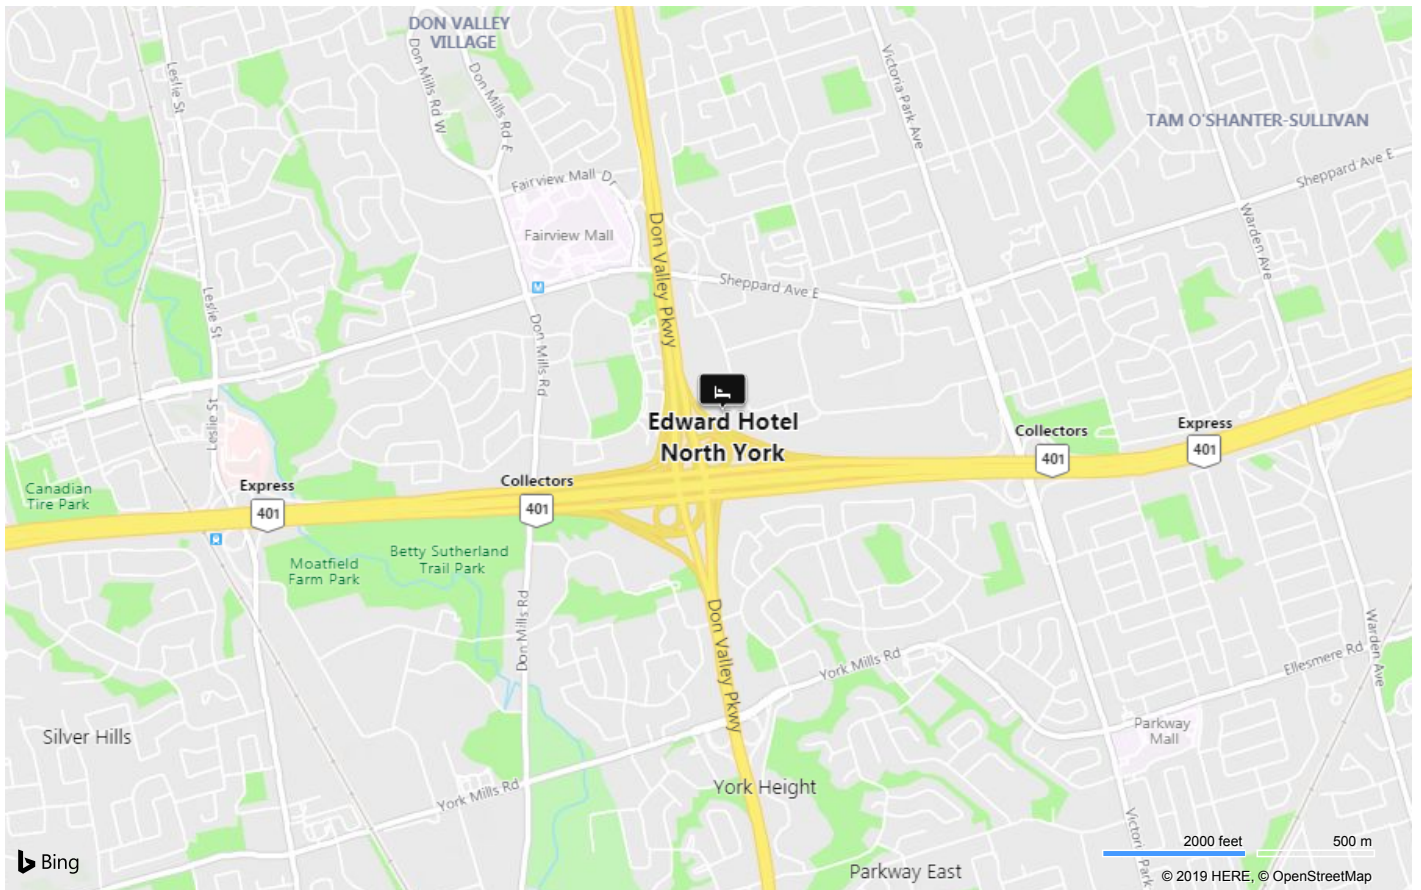 DON VALLEY
VILLAGE
Leslie St
Don Mills Rd W
Don Mills Rd E
Victoria Park Ave
TAM O'SHANTER-SULLIVAN
Sheppard Ave E
Fairview Mall Dr
Fairview Mall
Don Valley Pkwy
Warden Ave
Sheppard Ave E
Leslie St
Don Mills Rd
Leslie St
Edward Hotel
North York
Collectors
401
Express
401
Express
401
Collectors
401
Canadian
Tire Park
Moatfield
Farm Park
Betty Sutherland
Trail Park
Don Mills Rd
Don Valley Pkwy
York Mills Rd
Ellesmere Rd
Warden Ave
Silver Hills
Parkway
Mall
York Mills Rd
York Height
Victoria Park
Parkway East
Bing
2000 feet
500 m
© 2019 HERE, © OpenStreetMap